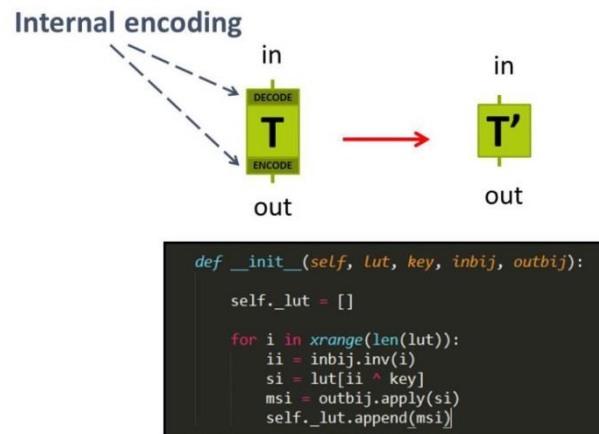 Internal encoding
in
DECODE
T
ENCODE
out
in
T'
out
def __init__(self, lut, key, inbij, outbij):
self._lut = []
for i in xrange(len(lut)):
ii = inbij.inv(i)
si = lut[ii ^ key]
msi = outbij.apply(si)
self._lut.append(msi)